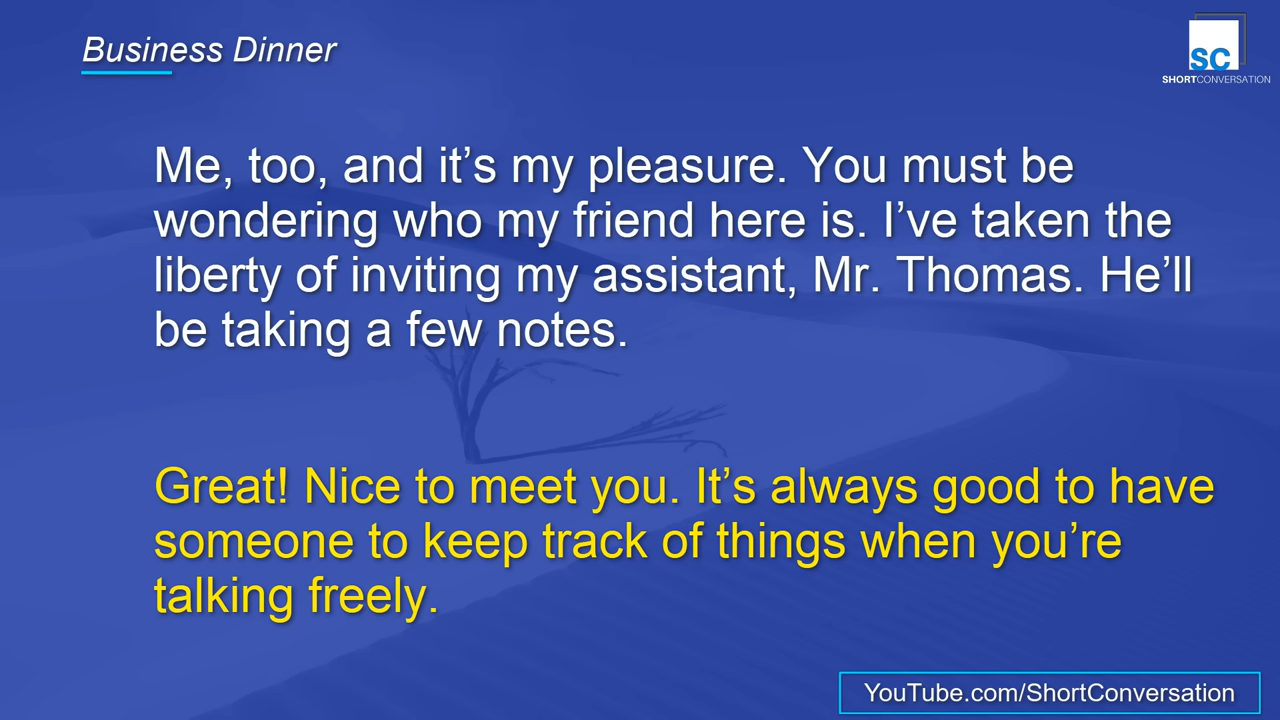 Business Dinner
SC
SHORTCONVERSATION
Me, too, and it’s my pleasure. You must be
wondering who my friend here is. I’ve taken the
liberty of inviting my assistant, Mr. Thomas. He’ll
be taking a few notes.
Great! Nice to meet you. It’s always good to have
someone to keep track of things when you’re
talking freely.
YouTube.com/ShortConversation